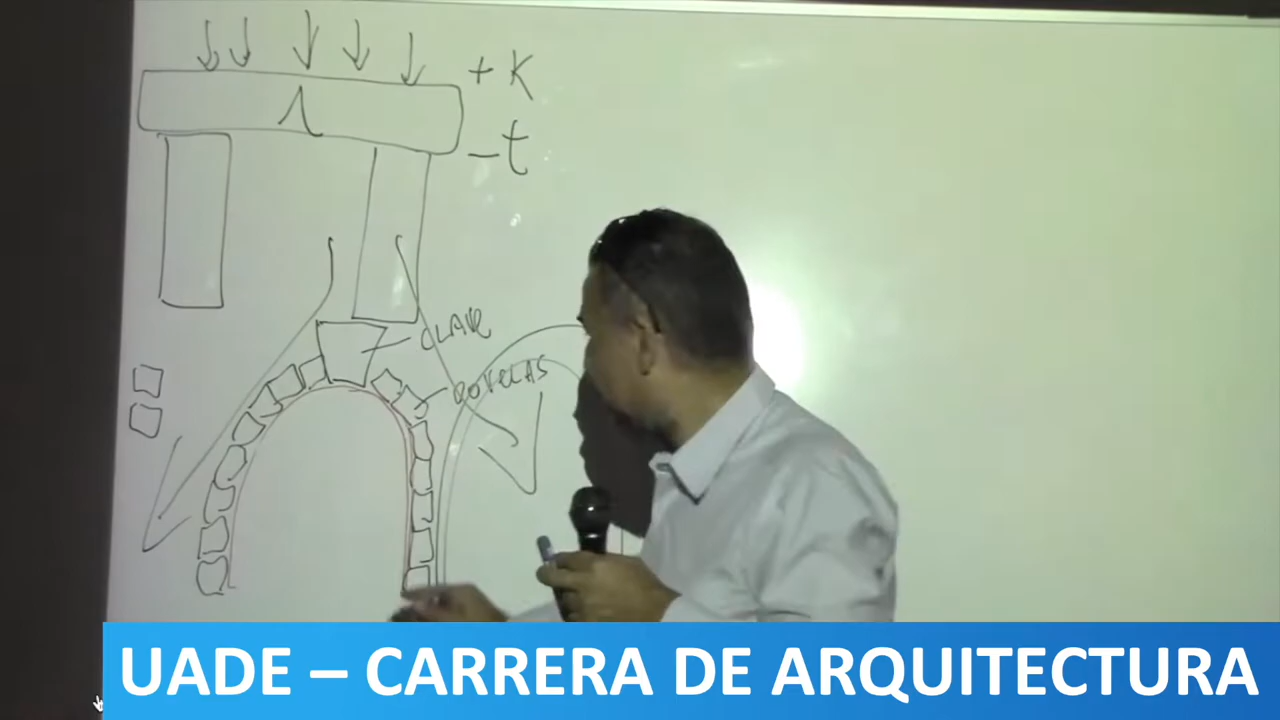 + K
- t
CLAVE
DOVELAS
UADE – CARRERA DE ARQUITECTURA